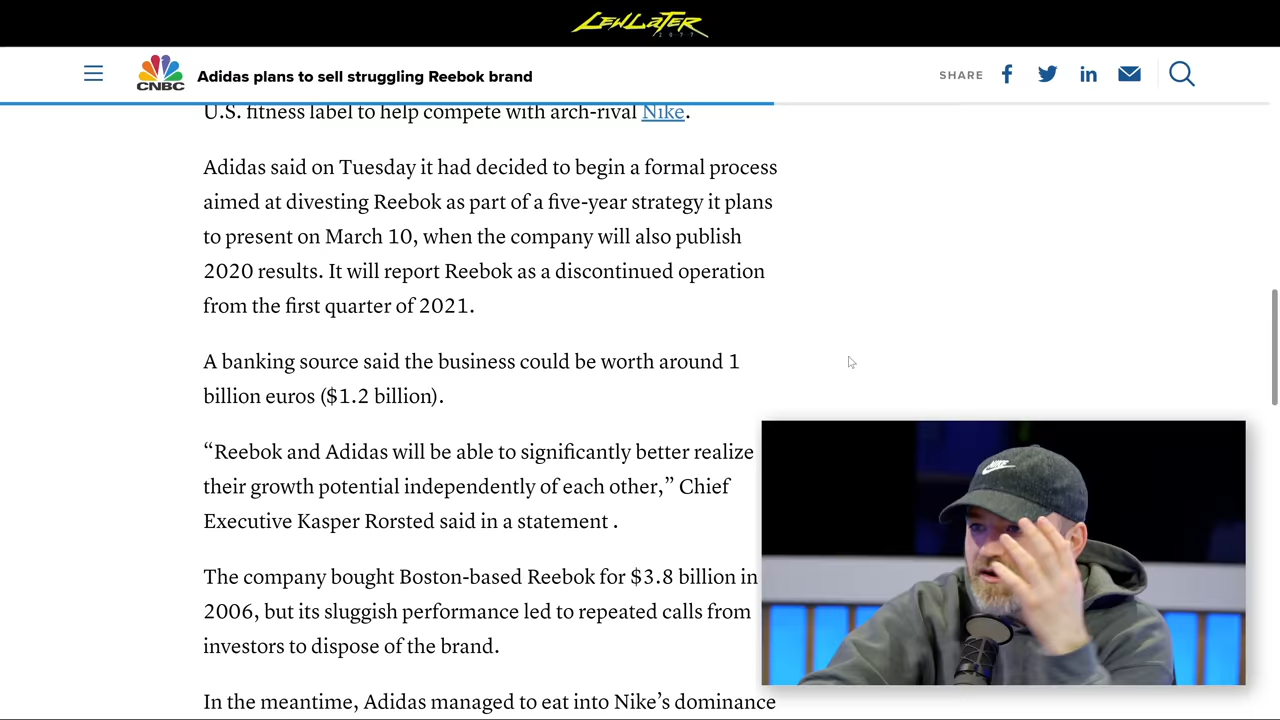 LEWLATER
2077
CNBC
Adidas plans to sell struggling Reebok brand
SHARE
U.S. fitness label to help compete with arch-rival Nike.
Adidas said on Tuesday it had decided to begin a formal process
aimed at divesting Reebok as part of a five-year strategy it plans
to present on March 10, when the company will also publish
2020 results. It will report Reebok as a discontinued operation
from the first quarter of 2021.
A banking source said the business could be worth around 1
billion euros ($1.2 billion).
“Reebok and Adidas will be able to significantly better realize
their growth potential independently of each other,” Chief
Executive Kasper Rorsted said in a statement .
The company bought Boston-based Reebok for $3.8 billion in
2006, but its sluggish performance led to repeated calls from
investors to dispose of the brand.
In the meantime, Adidas managed to eat into Nike’s dominance
NIKE